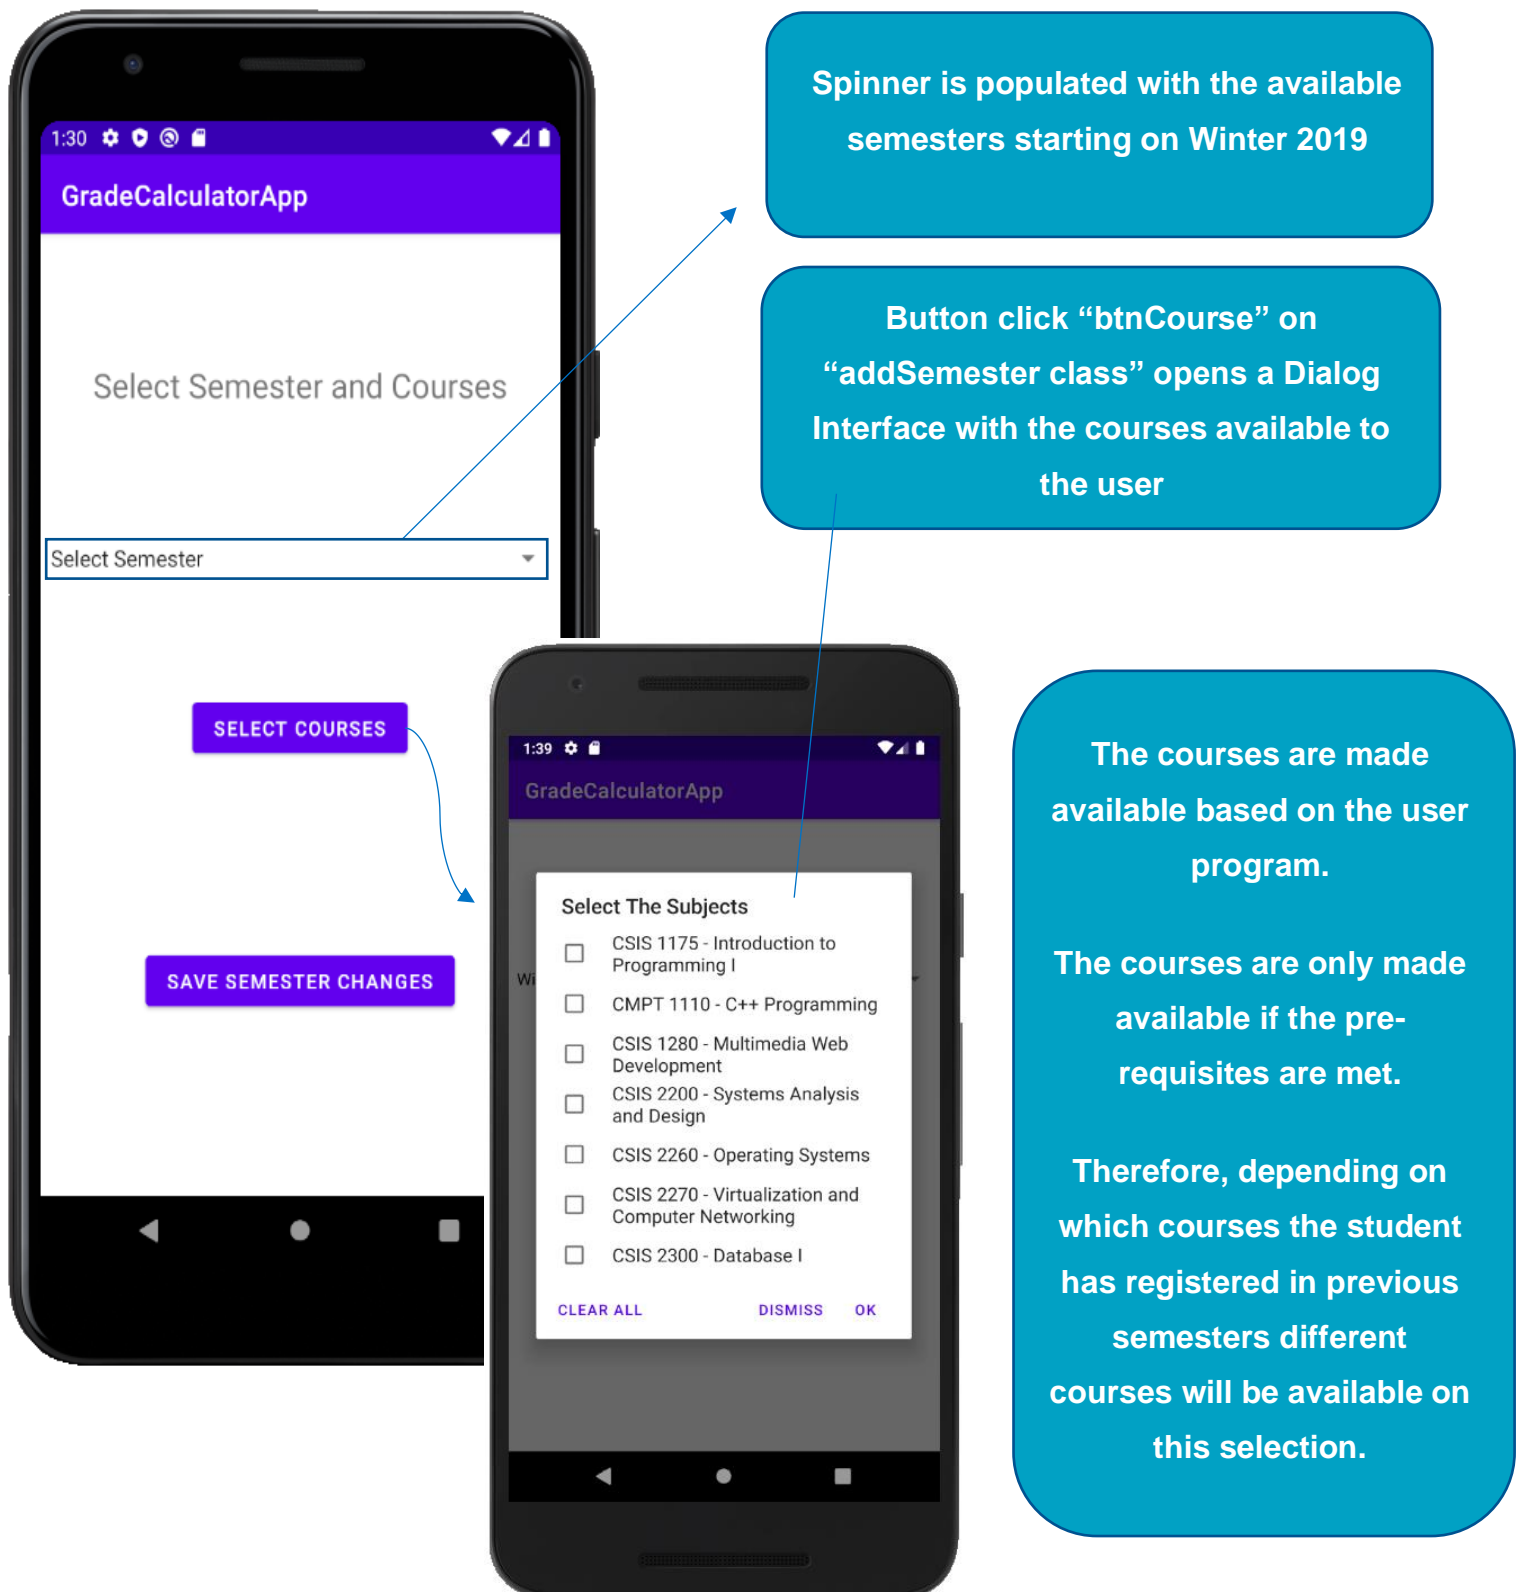 1:30
GradeCalculatorApp
Select Semester and Courses
Select Semester
SELECT COURSES
SAVE SEMESTER CHANGES
Spinner is populated with the available
semesters starting on Winter 2019
Button click “btnCourse” on
“addSemester class” opens a Dialog
Interface with the courses available to
the user
1:39
GradeCalculatorApp
Wi
Select The Subjects
CSIS 1175 - Introduction to
Programming I
CMPT 1110 - C++ Programming
CSIS 1280 - Multimedia Web
Development
CSIS 2200 - Systems Analysis
and Design
CSIS 2260 - Operating Systems
CSIS 2270 - Virtualization and
Computer Networking
CSIS 2300 - Database I
CLEAR ALL DISMISS OK
The courses are made
available based on the user
program.
The courses are only made
available if the pre-
requisites are met.
Therefore, depending on
which courses the student
has registered in previous
semesters different
courses will be available on
this selection.